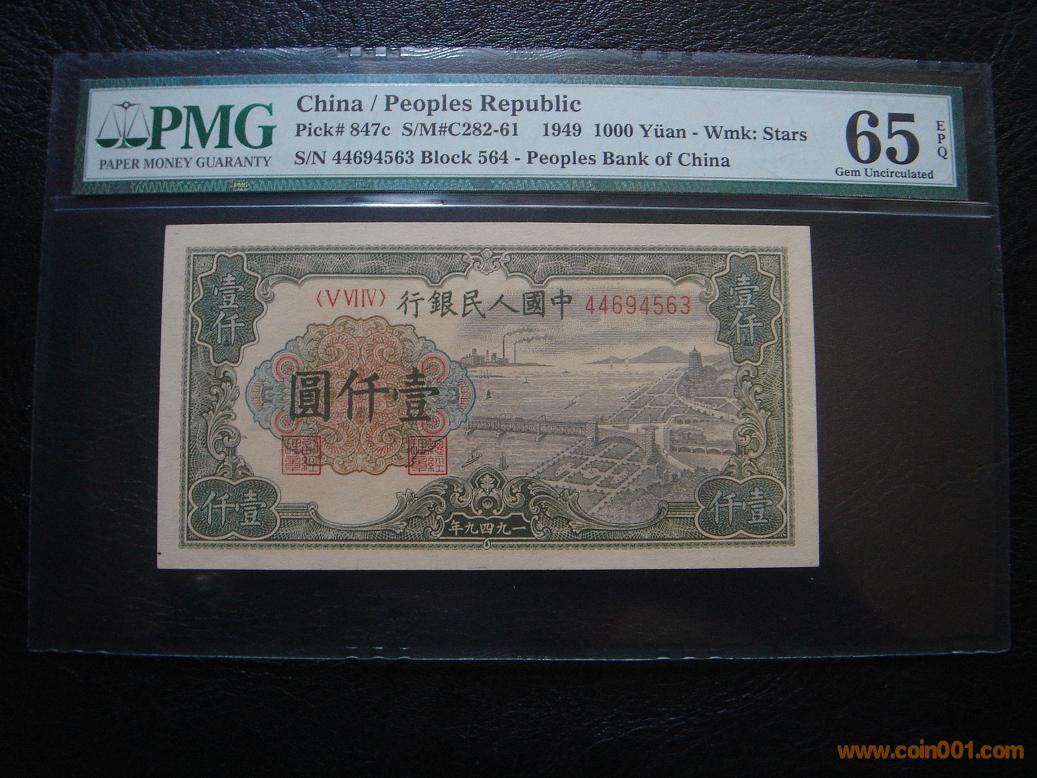 PMG
PAPER MONEY GUARANTY
China / Peoples Republic
Pick# 847c S/M#C282-61 1949 1000 Yüan - Wmk: Stars
S/N 44694563 Block 564 - Peoples Bank of China
65
EPQ
Gem Uncirculated
壹仟
〈V VI IV〉 行銀民人國中 44694563
壹仟
圓仟壹
仟壹
年九四九一
仟壹
www.coin001.com